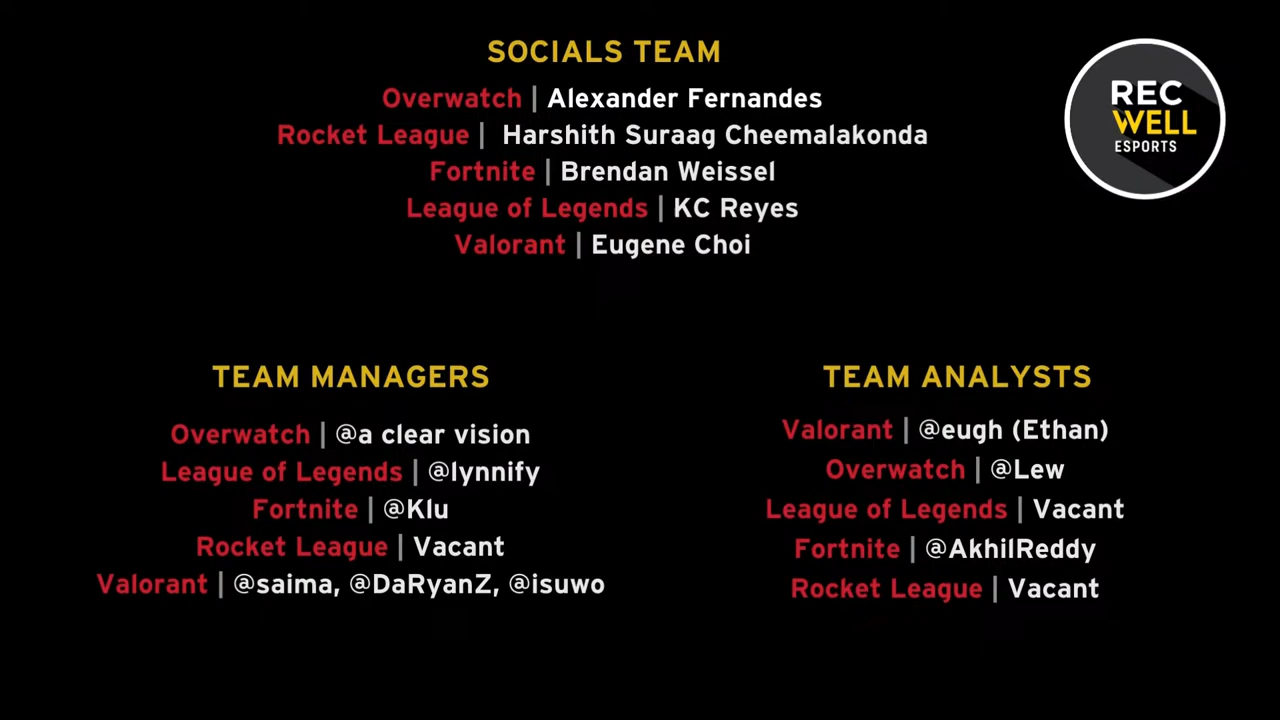 SOCIALS TEAM
Overwatch | Alexander Fernandes
Rocket League | Harshith Suraag Cheemalakonda
Fortnite | Brendan Weissel
League of Legends | KC Reyes
Valorant | Eugene Choi
REC
WELL
ESPORTS
TEAM MANAGERS
Overwatch | @a clear vision
League of Legends | @lynnify
Fortnite | @Klu
Rocket League | Vacant
Valorant | @saima, @DaRyanZ, @isuwo
TEAM ANALYSTS
Valorant | @eugh (Ethan)
Overwatch | @Lew
League of Legends | Vacant
Fortnite | @AkhilReddy
Rocket League | Vacant